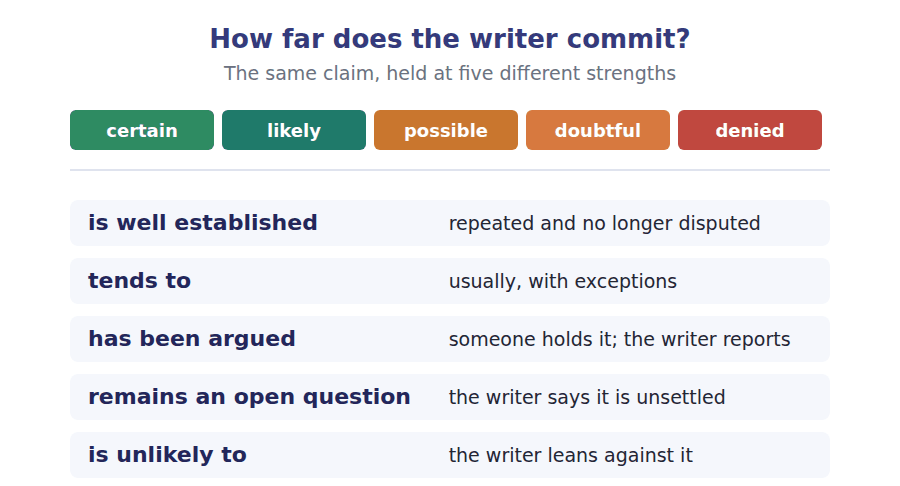 How far does the writer commit?
The same claim, held at five different strengths
certain likely possible doubtful denied
is well established repeated and no longer disputed
tends to usually, with exceptions
has been argued someone holds it; the writer reports
remains an open question the writer says it is unsettled
is unlikely to the writer leans against it